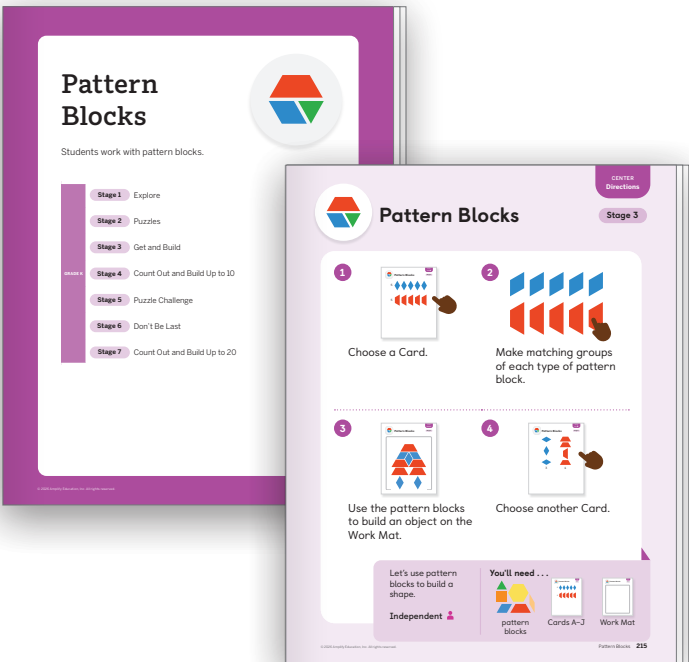 Pattern
Blocks
Students work with pattern blocks.
GRADE K
Stage 1 Explore
Stage 2 Puzzles
Stage 3 Get and Build
Stage 4 Count Out and Build Up to 10
Stage 5 Puzzle Challenge
Stage 6 Don't Be Last
Stage 7 Count Out and Build Up to 20
CENTER
Directions
Pattern Blocks
Stage 3
1
Choose a Card.
2
Make matching groups
of each type of pattern
block.
3
Use the pattern blocks
to build an object on the
Work Mat.
4
Choose another Card.
Let's use pattern
blocks to build a
shape.
Independent
You'll need . . .
pattern
blocks
Cards A–J
Work Mat
Pattern Blocks 215